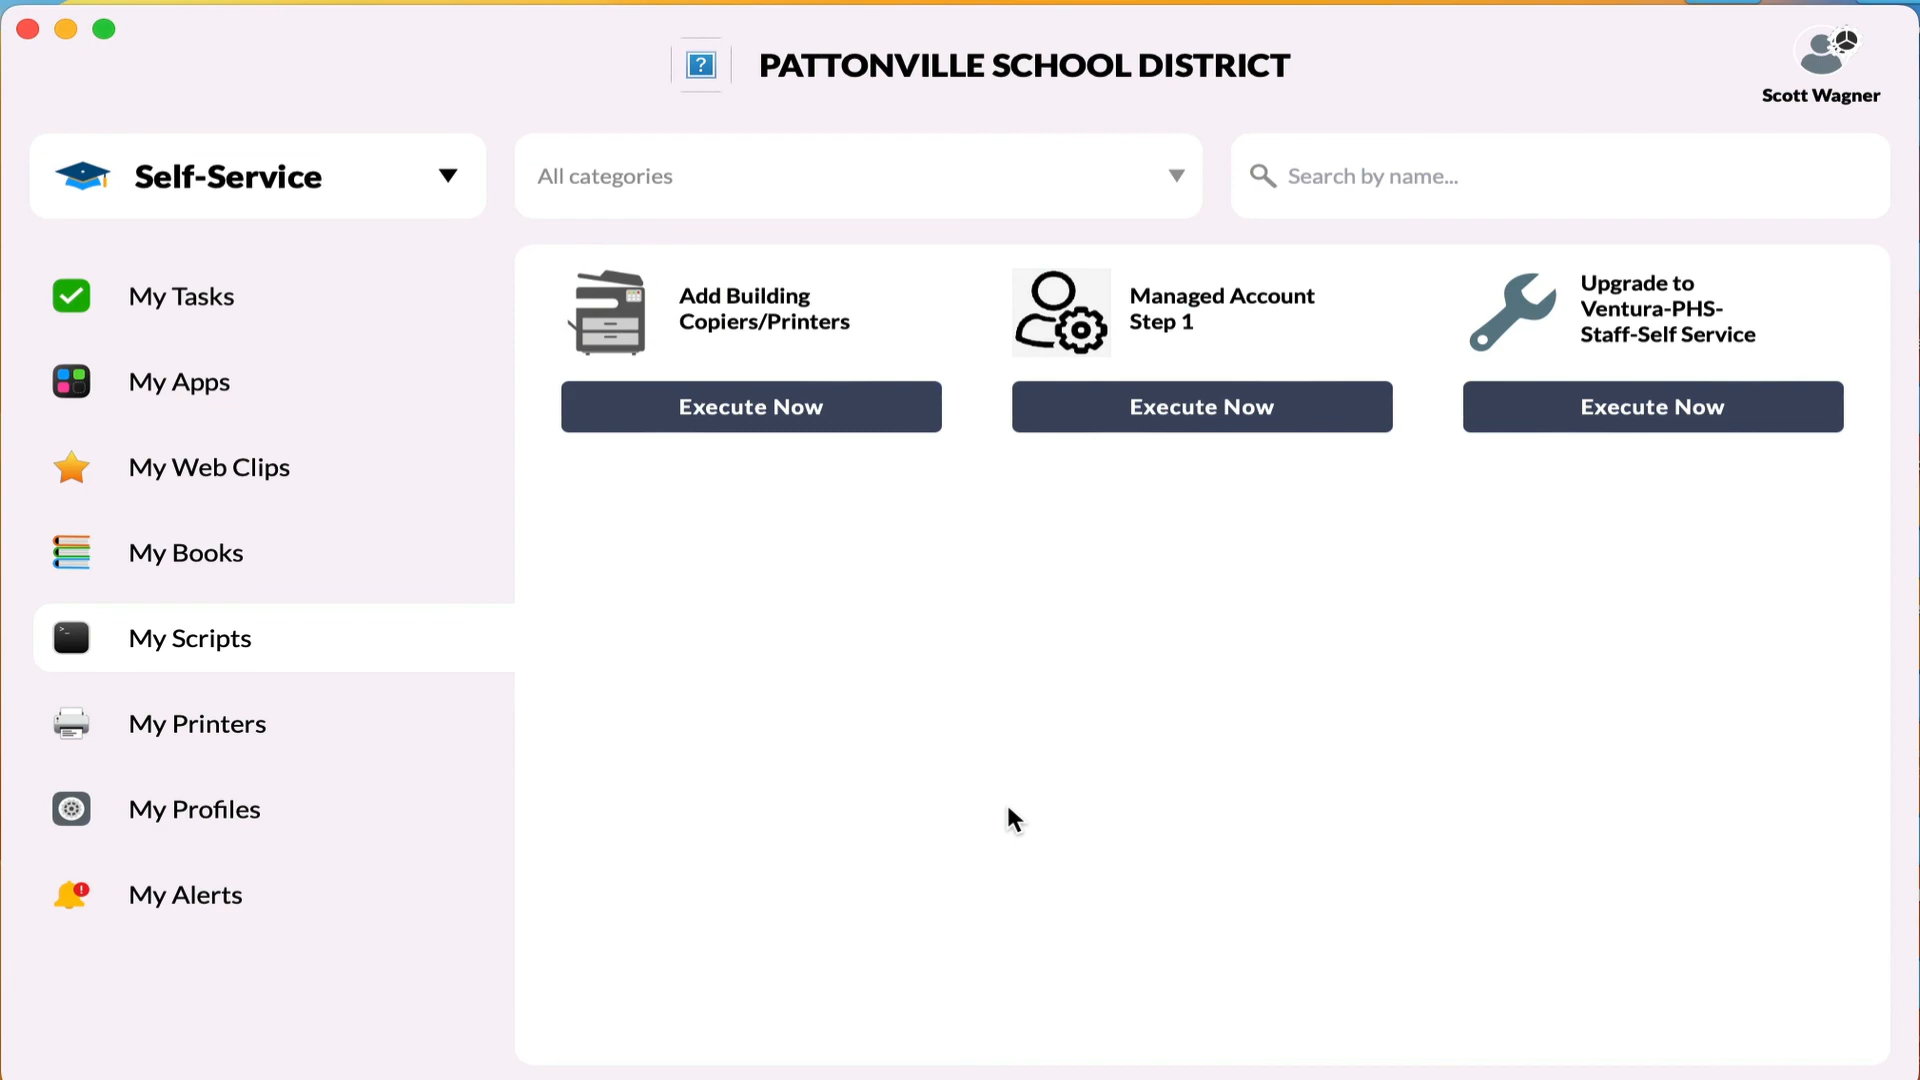 PATTONVILLE SCHOOL DISTRICT
Scott Wagner
Self-Service
All categories
Search by name...
My Tasks
My Apps
My Web Clips
My Books
My Scripts
My Printers
My Profiles
My Alerts
Add Building
Copiers/Printers
Execute Now
Managed Account
Step 1
Execute Now
Upgrade to
Ventura-PHS-
Staff-Self Service
Execute Now